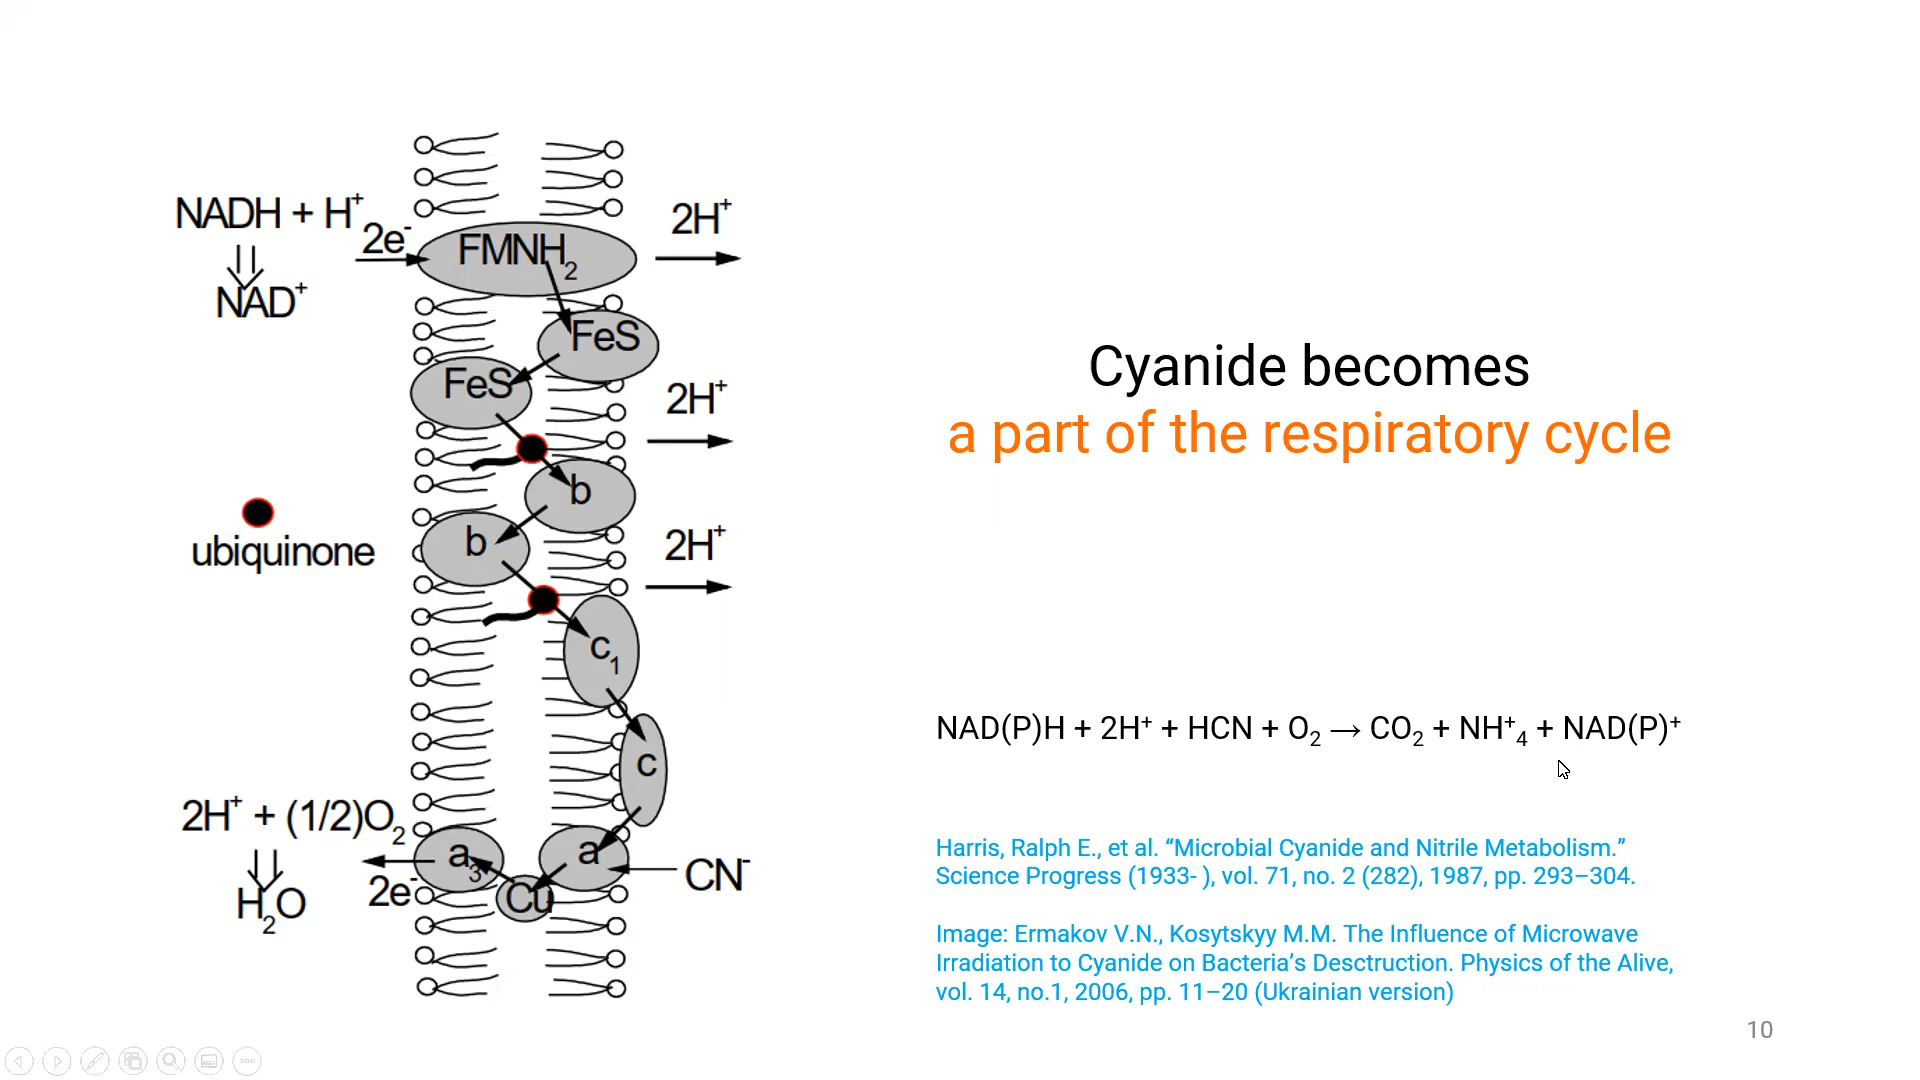 NADH + H⁺
2e⁻
FMNH₂
2H⁺
NAD⁺
FeS
FeS
2H⁺
b
ubiquinone
b
2H⁺
c₁
c
2H⁺ + (1/2)O₂
a₃
a
CN⁻
2e⁻
Cu
H₂O
Cyanide becomes
a part of the respiratory cycle
NAD(P)H + 2H⁺ + HCN + O₂ → CO₂ + NH⁺₄ + NAD(P)⁺
Harris, Ralph E., et al. “Microbial Cyanide and Nitrile Metabolism.”
Science Progress (1933- ), vol. 71, no. 2 (282), 1987, pp. 293–304.
Image: Ermakov V.N., Kosytskyy M.M. The Influence of Microwave
Irradiation to Cyanide on Bacteria’s Desctruction. Physics of the Alive,
vol. 14, no.1, 2006, pp. 11–20 (Ukrainian version)
10